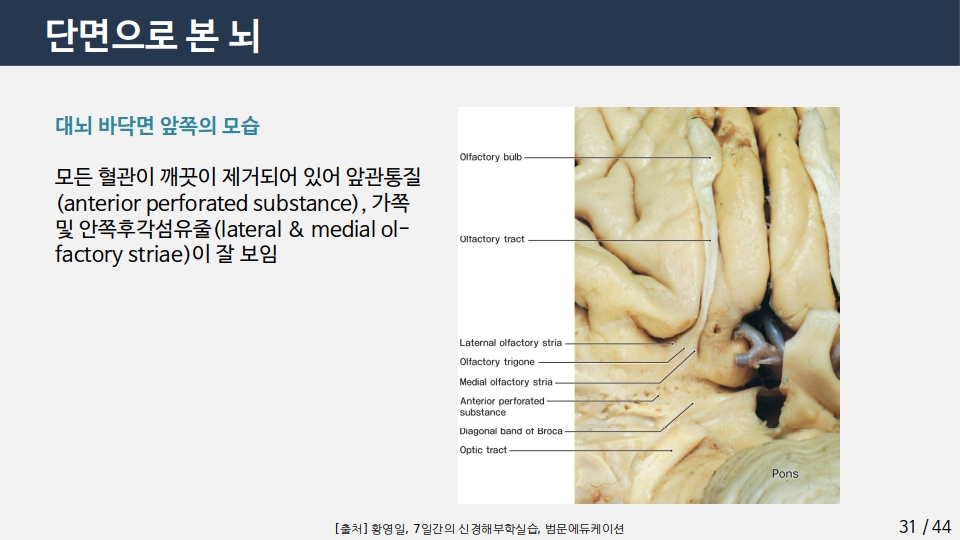 단면으로 본 뇌
대뇌 바닥면 앞쪽의 모습
모든 혈관이 깨끗이 제거되어 있어 앞관통질
(anterior perforated substance), 가쪽
및 안쪽후각섬유줄(lateral & medial ol-
factory striae)이 잘 보임
Olfactory bulb
Olfactory tract
Laternal olfactory stria
Olfactory trigone
Medial olfactory stria
Anterior perforated
substance
Diagonal band of Broca
Optic tract
Pons
[출처] 황영일, 7일간의 신경해부학실습, 범문에듀케이션
31 / 44